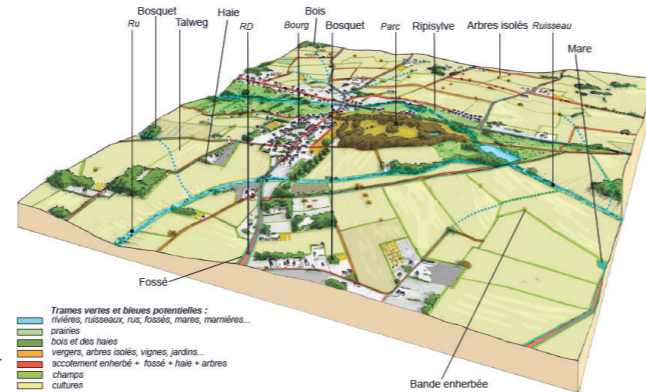 Bosquet
Ru
Talweg
Haie
RD
Bourg
Bois
Bosquet
Parc
Ripisylve
Arbres isolés
Ruisseau
Mare
Fossé
Bande enherbée
Trames vertes et bleues potentielles :
rivières, ruisseaux, rus, fossés, mares, marnières...
prairies
bois et des haies
vergers, arbres isolés, vignes, jardins...
accotement enherbé + fossé + haie + arbres
champs
cultures